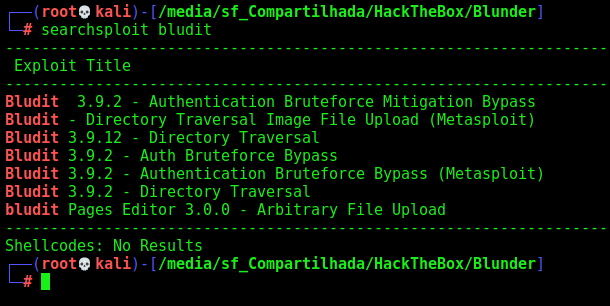 ┌──(root💀kali)-[/media/sf_Compartilhada/HackTheBox/Blunder]
└─# searchsploit bludit
-------------------------------------------------------------------
 Exploit Title
-------------------------------------------------------------------
Bludit  3.9.2 - Authentication Bruteforce Mitigation Bypass
Bludit - Directory Traversal Image File Upload (Metasploit)
Bludit 3.9.12 - Directory Traversal
Bludit 3.9.2 - Auth Bruteforce Bypass
Bludit 3.9.2 - Authentication Bruteforce Bypass (Metasploit)
Bludit 3.9.2 - Directory Traversal
bludit Pages Editor 3.0.0 - Arbitrary File Upload
-------------------------------------------------------------------
Shellcodes: No Results
┌──(root💀kali)-[/media/sf_Compartilhada/HackTheBox/Blunder]
└─#